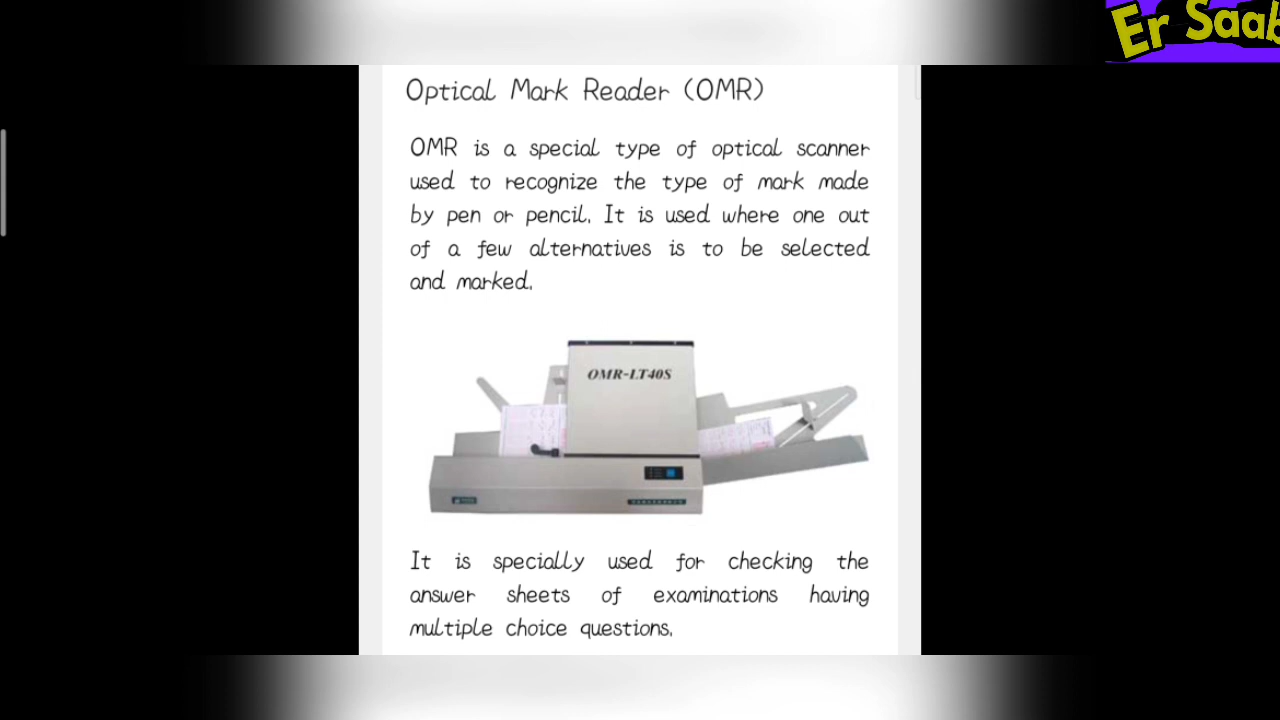 Er Saab
Optical Mark Reader (OMR)
OMR is a special type of optical scanner
used to recognize the type of mark made
by pen or pencil. It is used where one out
of a few alternatives is to be selected
and marked.
OMR-LT40S
It is specially used for checking the
answer sheets of examinations having
multiple choice questions.